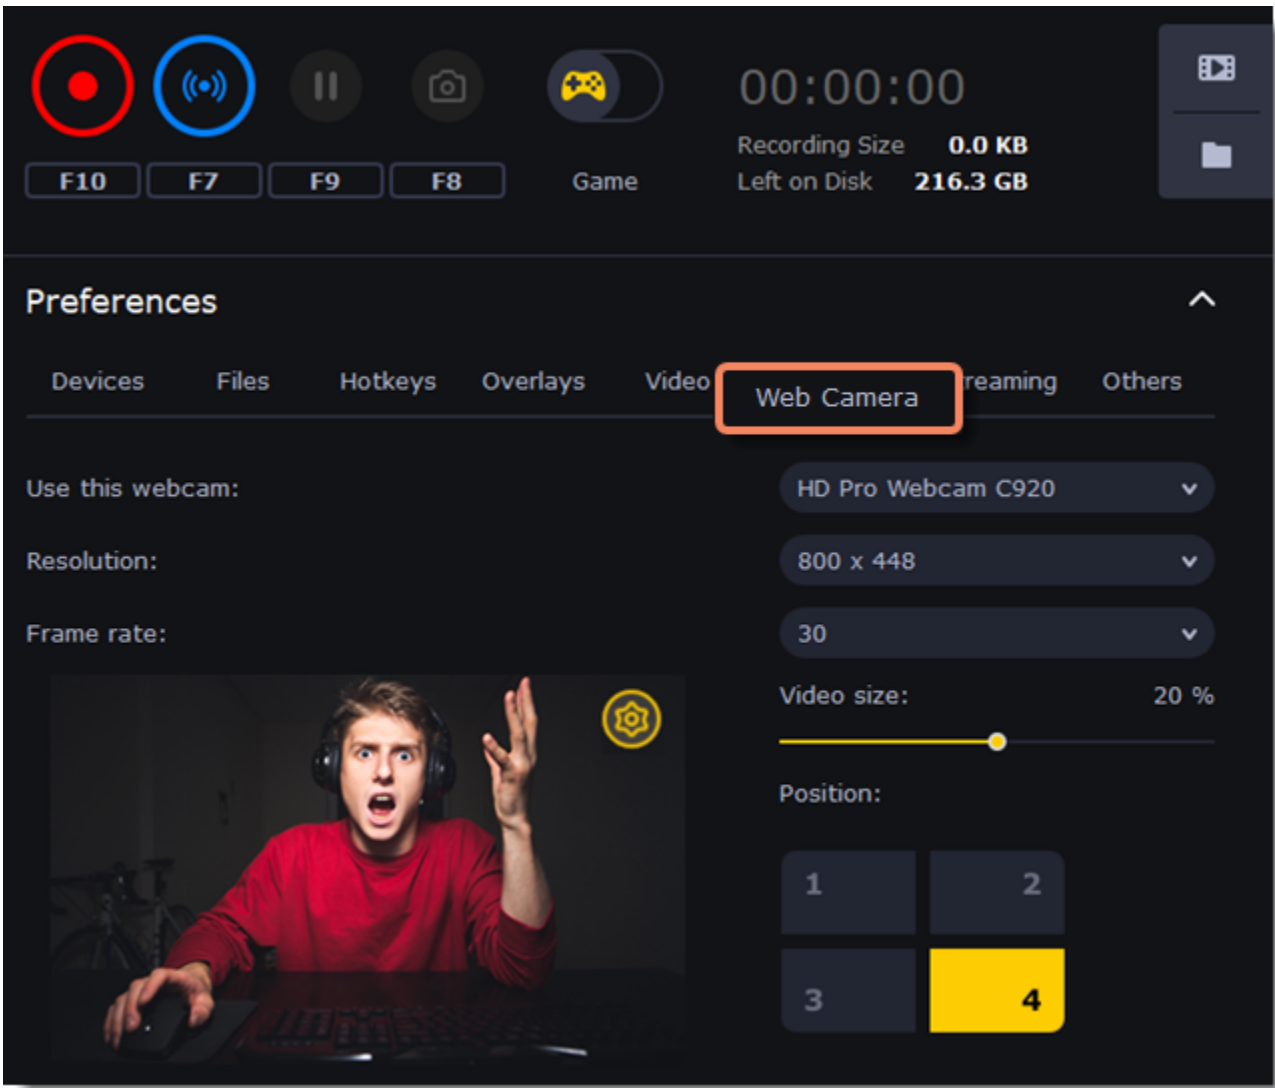 00:00:00
Recording Size 0.0 KB
F10 F7 F9 F8 Game Left on Disk 216.3 GB
Preferences
Devices Files Hotkeys Overlays Video Web Camera reaming Others
Use this webcam: HD Pro Webcam C920
Resolution: 800 x 448
Frame rate: 30
Video size: 20 %
Position:
1 2
3 4